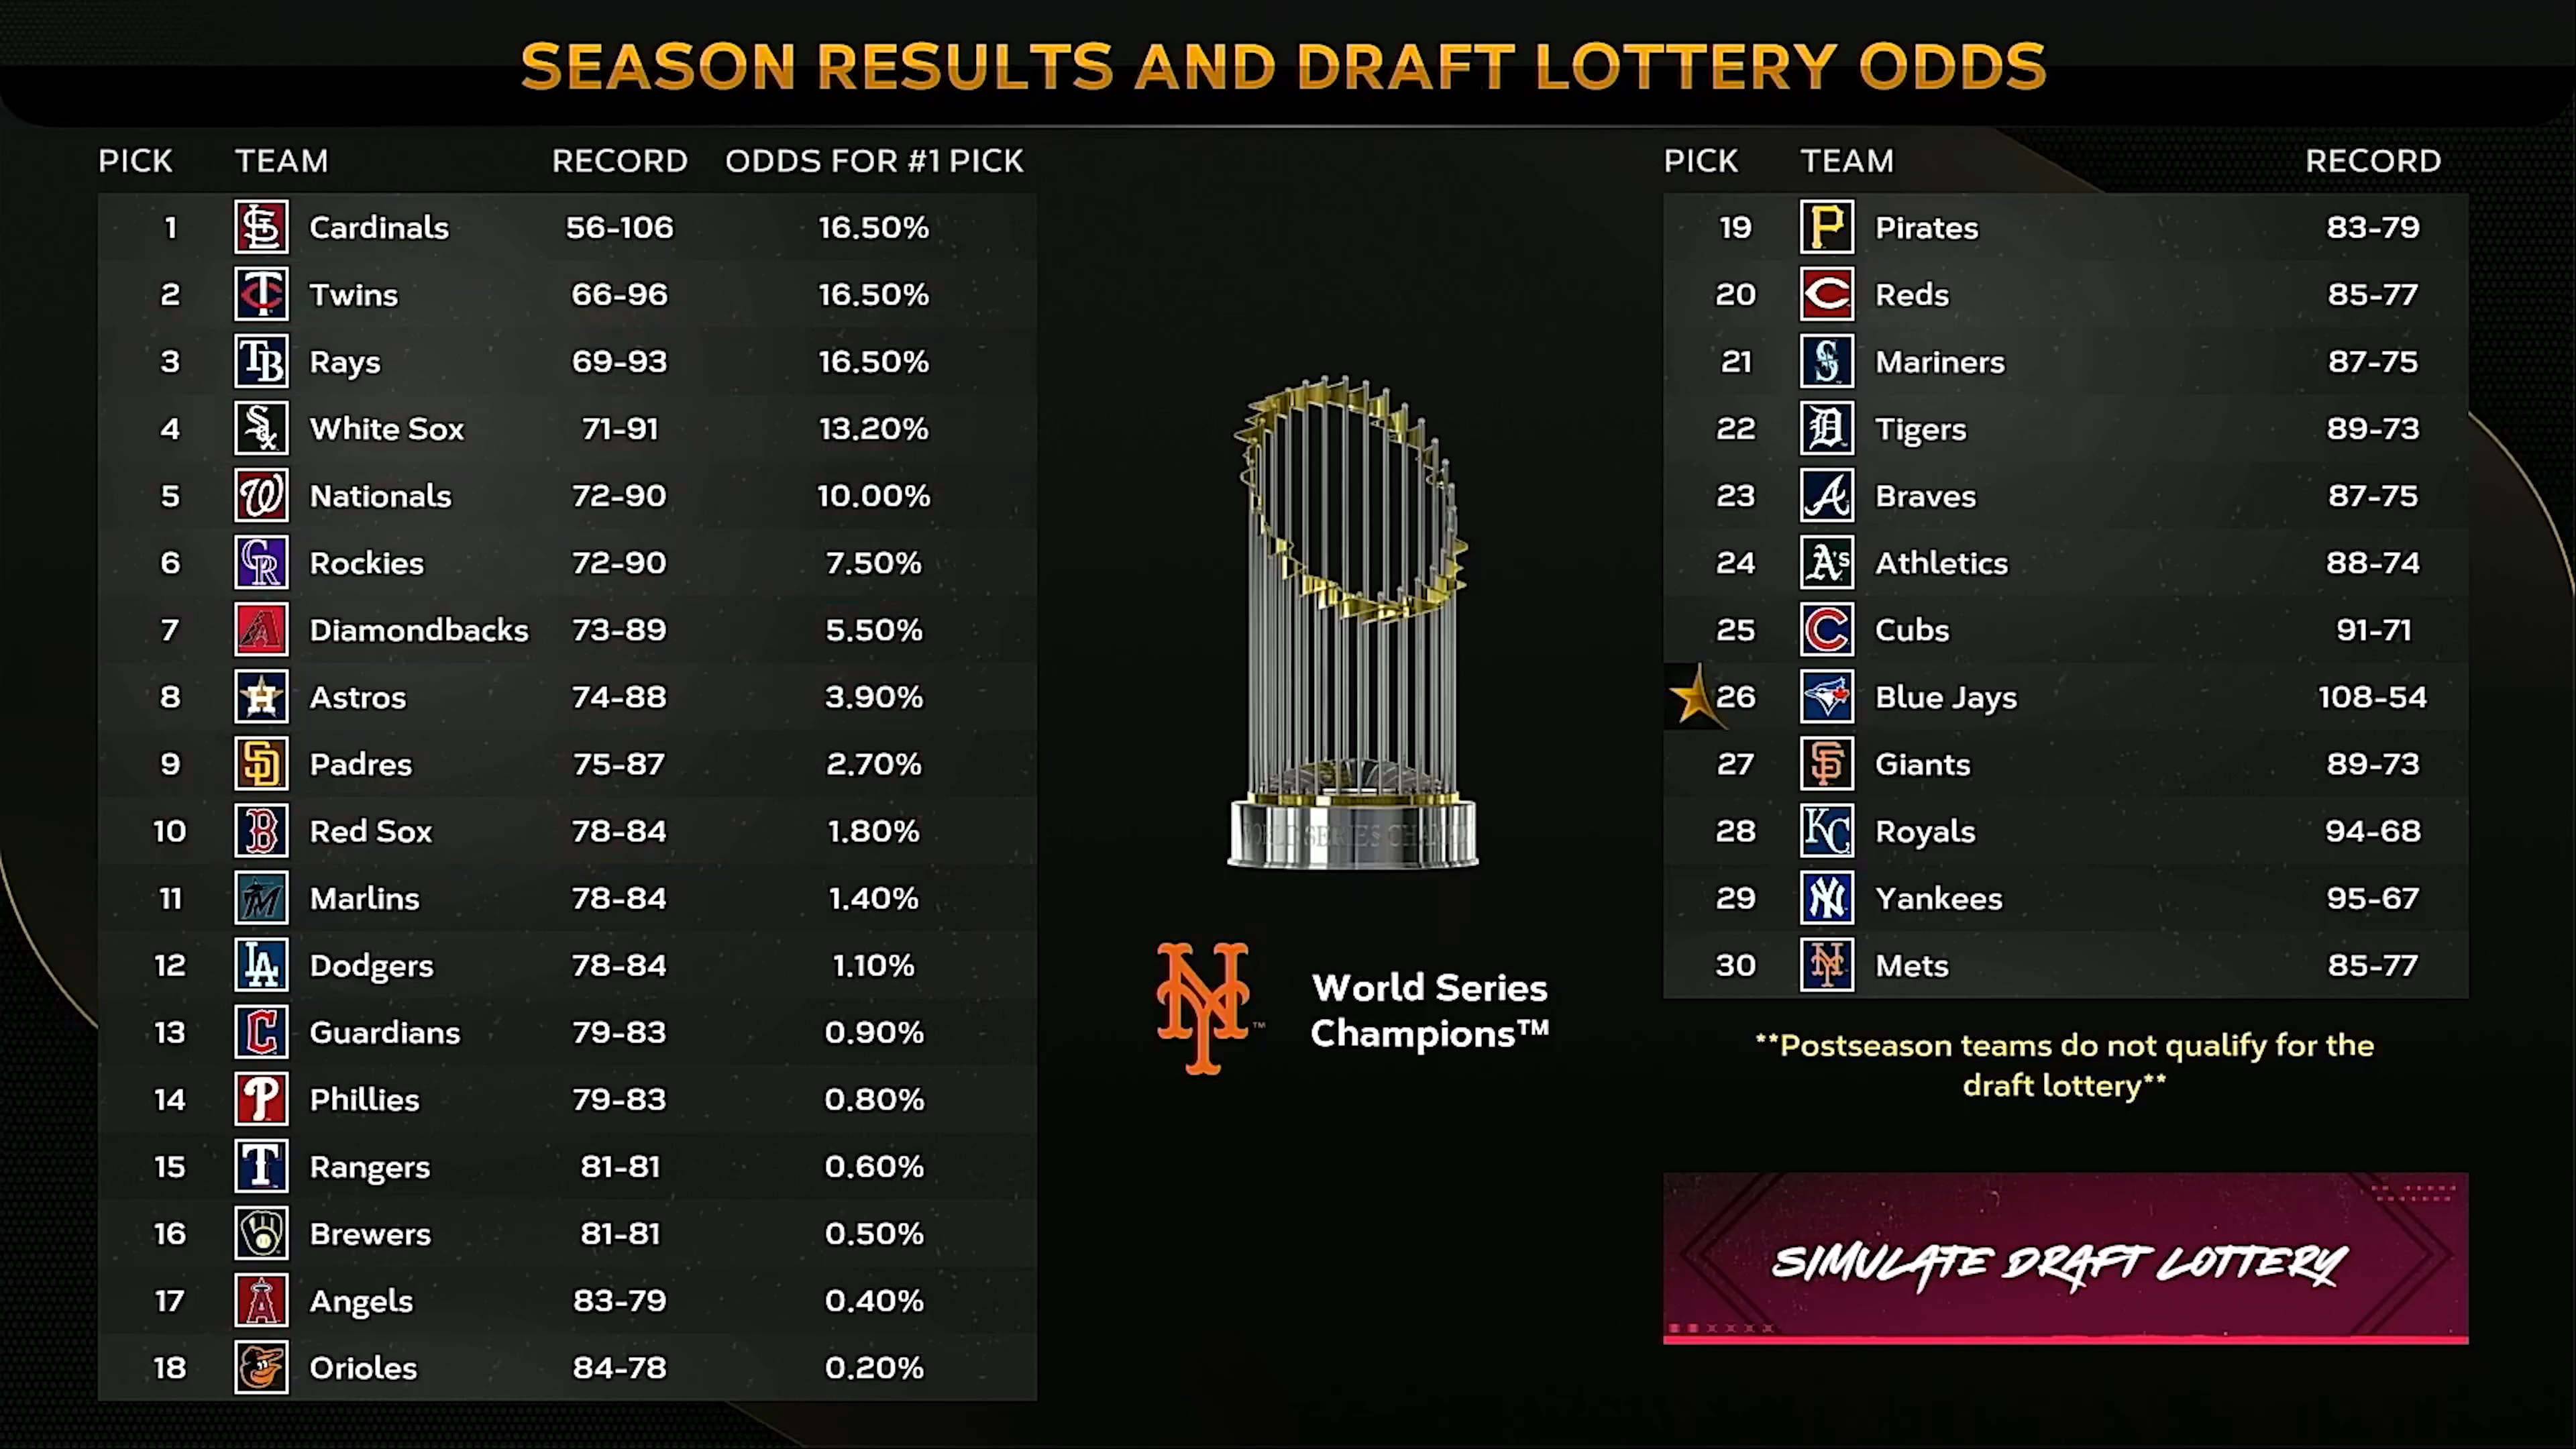 SEASON RESULTS AND DRAFT LOTTERY ODDS
PICK TEAM RECORD ODDS FOR #1 PICK
1 Cardinals 56-106 16.50%
2 Twins 66-96 16.50%
3 Rays 69-93 16.50%
4 White Sox 71-91 13.20%
5 Nationals 72-90 10.00%
6 Rockies 72-90 7.50%
7 Diamondbacks 73-89 5.50%
8 Astros 74-88 3.90%
9 Padres 75-87 2.70%
10 Red Sox 78-84 1.80%
11 Marlins 78-84 1.40%
12 Dodgers 78-84 1.10%
13 Guardians 79-83 0.90%
14 Phillies 79-83 0.80%
15 Rangers 81-81 0.60%
16 Brewers 81-81 0.50%
17 Angels 83-79 0.40%
18 Orioles 84-78 0.20%
WORLD SERIES CHAMP
NY
World Series
Champions™
PICK TEAM RECORD
19 Pirates 83-79
20 Reds 85-77
21 Mariners 87-75
22 Tigers 89-73
23 Braves 87-75
24 Athletics 88-74
25 Cubs 91-71
26 Blue Jays 108-54
27 Giants 89-73
28 Royals 94-68
29 Yankees 95-67
30 Mets 85-77
**Postseason teams do not qualify for the
draft lottery**
SIMULATE DRAFT LOTTERY